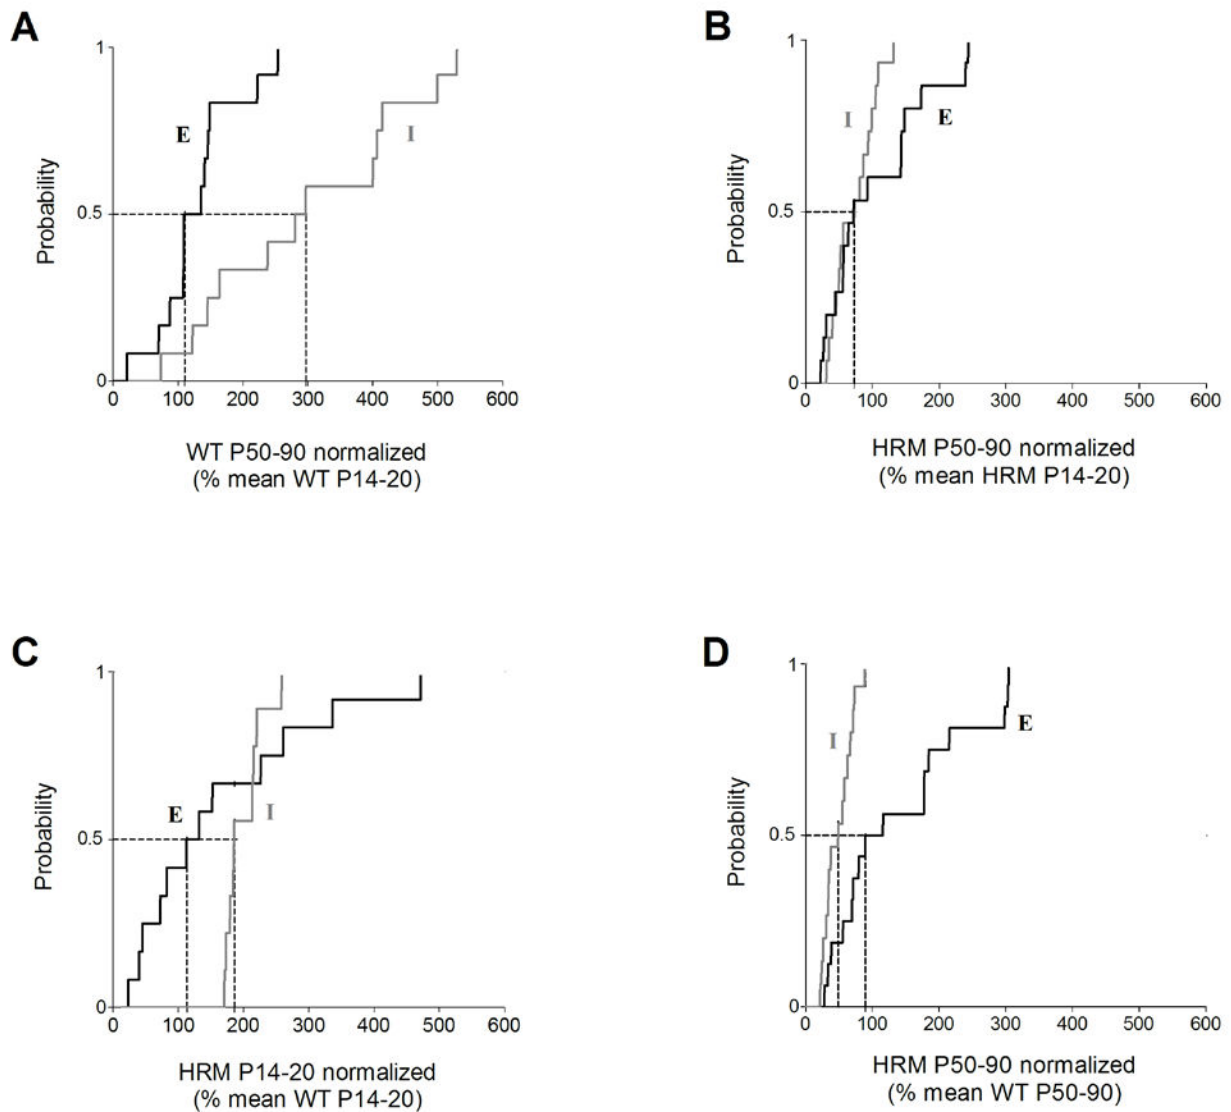 A
1
E
I
0.5
Probability
0
0 100 200 300 400 500 600
WT P50-90 normalized
(% mean WT P14-20)
B
1
I
E
0.5
Probability
0
0 100 200 300 400 500 600
HRM P50-90 normalized
(% mean HRM P14-20)
C
1
E
I
0.5
Probability
0
0 100 200 300 400 500 600
HRM P14-20 normalized
(% mean WT P14-20)
D
1
I
E
0.5
Probability
0
0 100 200 300 400 500 600
HRM P50-90 normalized
(% mean WT P50-90)